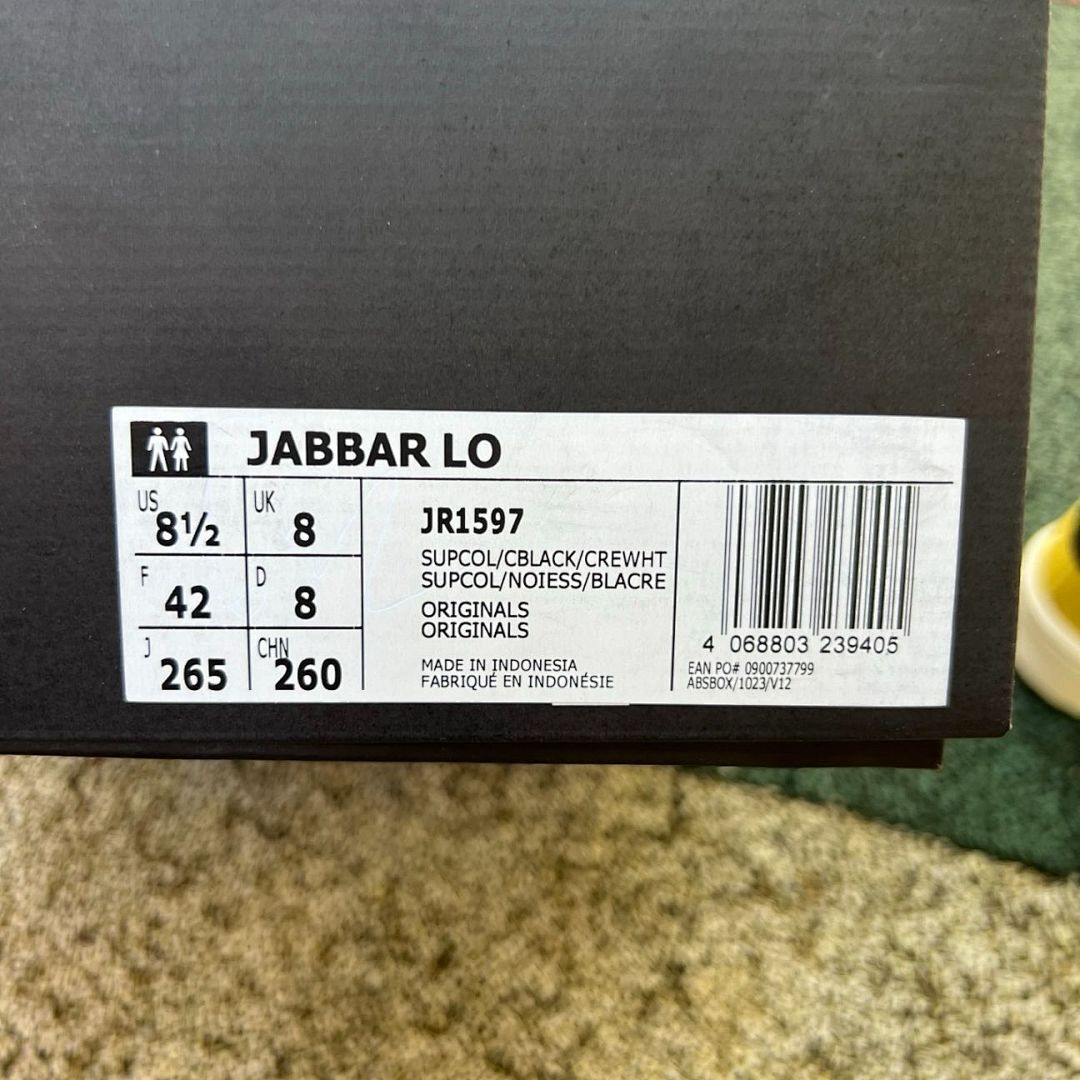 JABBAR LO
US 8½
UK 8
F 42
D 8
J 265
CHN 260
JR1597
SUPCOL/CBLACK/CREWHT
SUPCOL/NOIESS/BLACRE
ORIGINALS
ORIGINALS
MADE IN INDONESIA
FABRIQUÉ EN INDONÉSIE
4 068803 239405
EAN PO# 0900737799
ABSBOX/1023/V12